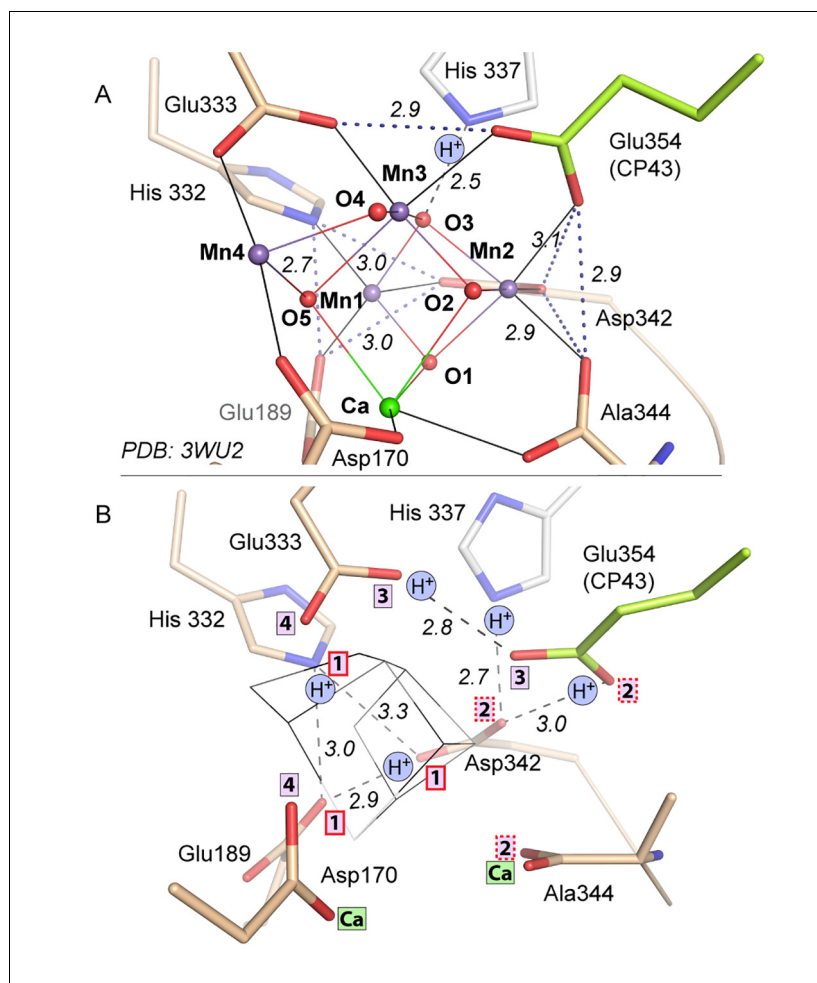 A
His 337
Glu333
2.9
Glu354
(CP43)
H+
Mn3
2.5
His 332
O4
O3
Mn2
3.1
Mn4
2.7
3.0
2.9
Mn1
O2
O5
Asp342
3.0
2.9
O1
Glu189
Ca
Ala344
PDB: 3WU2
Asp170
B
His 337
Glu333
Glu354
(CP43)
H+
3
H+
4
2.8
His 332
1
3
H+
2.7
H+
2
2
3.3
3.0
3.0
H+
Asp342
4
1
2.9
1
Glu189
2
Asp170
Ca
Ala344
Ca